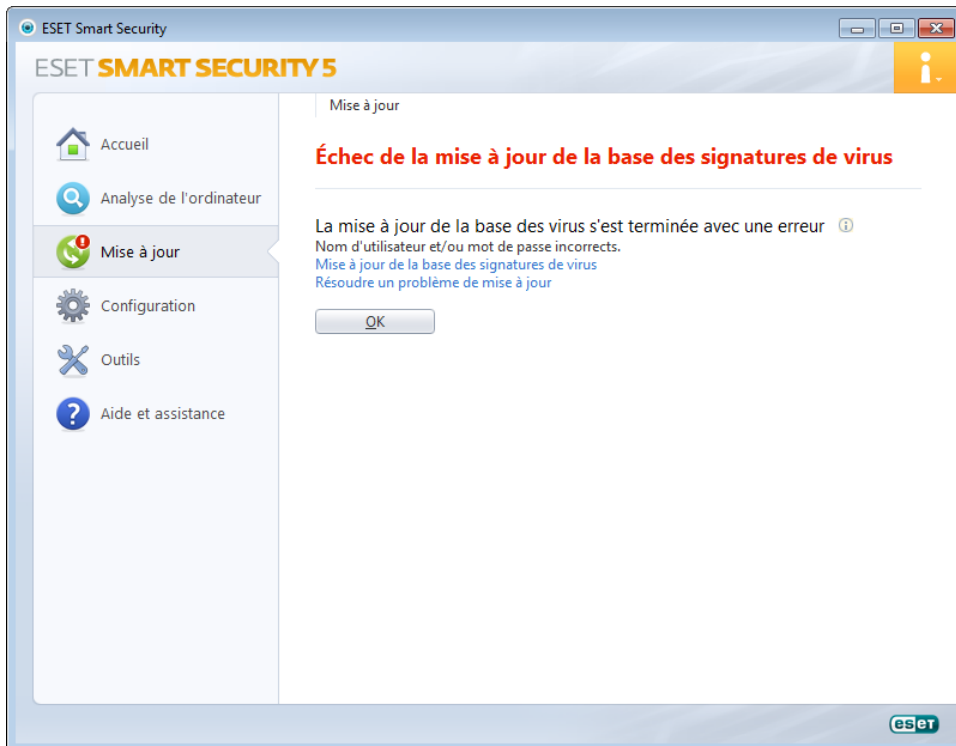 ESET Smart Security
ESET SMART SECURITY 5
Accueil
Analyse de l'ordinateur
Mise à jour
Configuration
Outils
Aide et assistance
Mise à jour
Échec de la mise à jour de la base des signatures de virus
La mise à jour de la base des virus s'est terminée avec une erreur
Nom d'utilisateur et/ou mot de passe incorrects.
Mise à jour de la base des signatures de virus
Résoudre un problème de mise à jour
OK
eseT